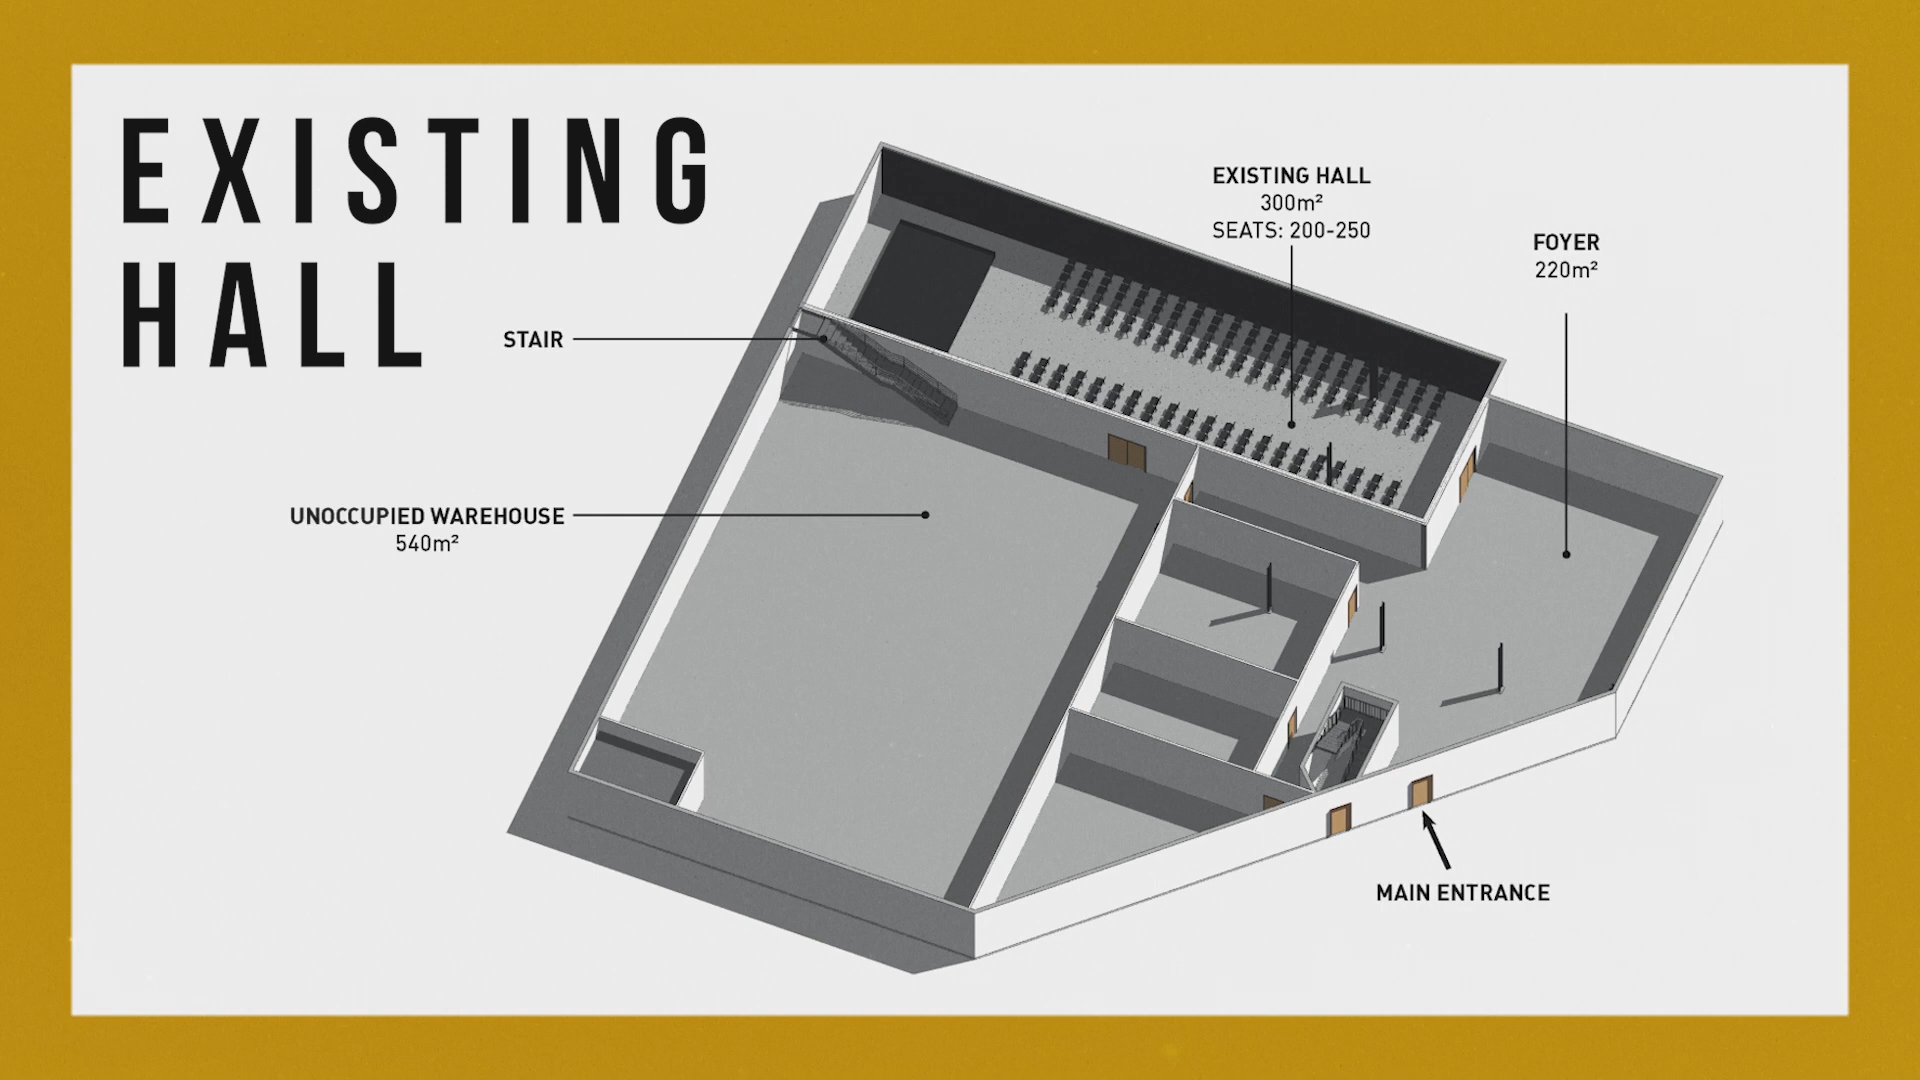 EXISTING
HALL
EXISTING HALL
300m²
SEATS: 200-250
FOYER
220m²
STAIR
UNOCCUPIED WAREHOUSE
540m²
MAIN ENTRANCE